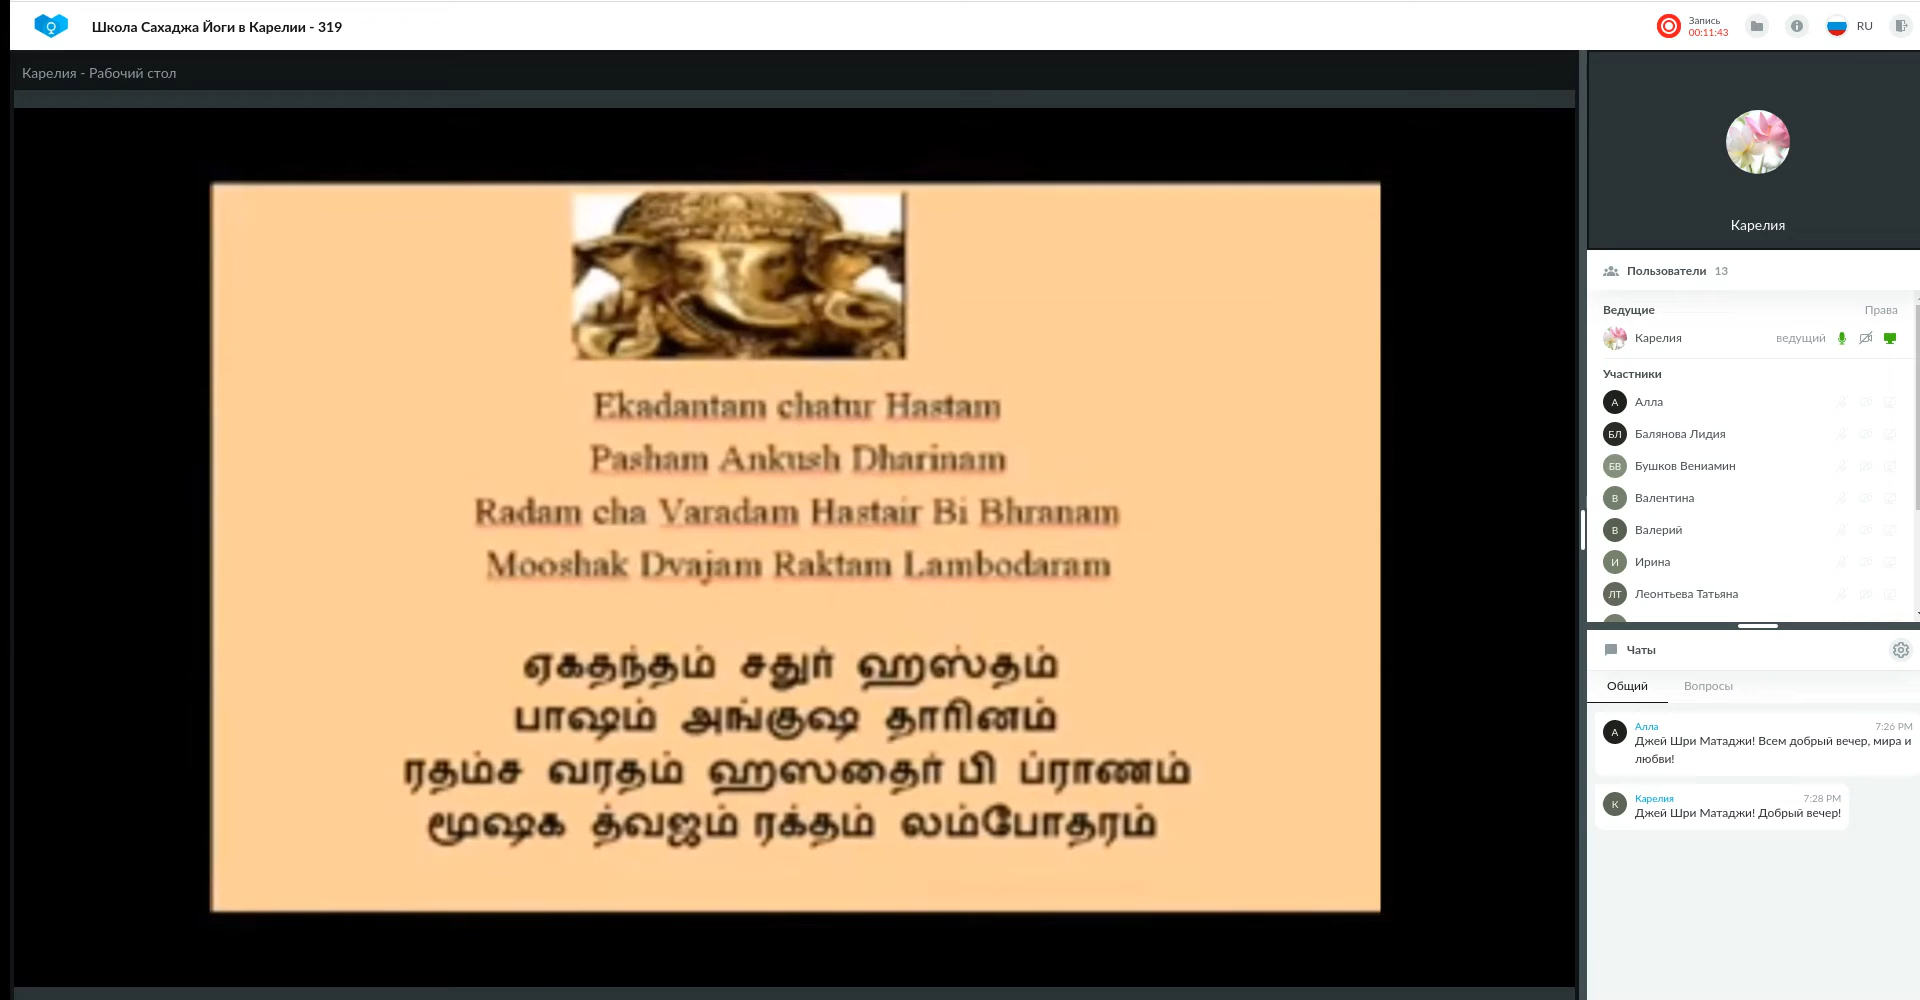 Школа Сахаджа Йоги в Карелии - 319
Запись
00:11:43
RU
Карелия - Рабочий стол
Ekadantam chatur Hastam
Pasham Ankush Dharinam
Radam cha Varadam Hastair Bi Bhranam
Mooshak Dvajam Raktam Lambodaram
ஏகதந்தம் சதுர் ஹஸ்தம்
பாஷம் அங்குஷ தாரினம்
ரதம்ச வரதம் ஹஸதைர் பி ப்ராணம்
மூஷக த்வஜம் ரக்தம் லம்போதரம்
Карелия
Пользователи 13
Ведущие Права
Карелия ведущий
Участники
А Алла
БЛ Балянова Лидия
БВ Бушков Вениамин
В Валентина
В Валерий
И Ирина
ЛТ Леонтьева Татьяна
Чаты
Общий Вопросы
А Алла 7:26 PM
Джей Шри Матаджи! Всем добрый вечер, мира и
любви!
К Карелия 7:28 PM
Джей Шри Матаджи! Добрый вечер!